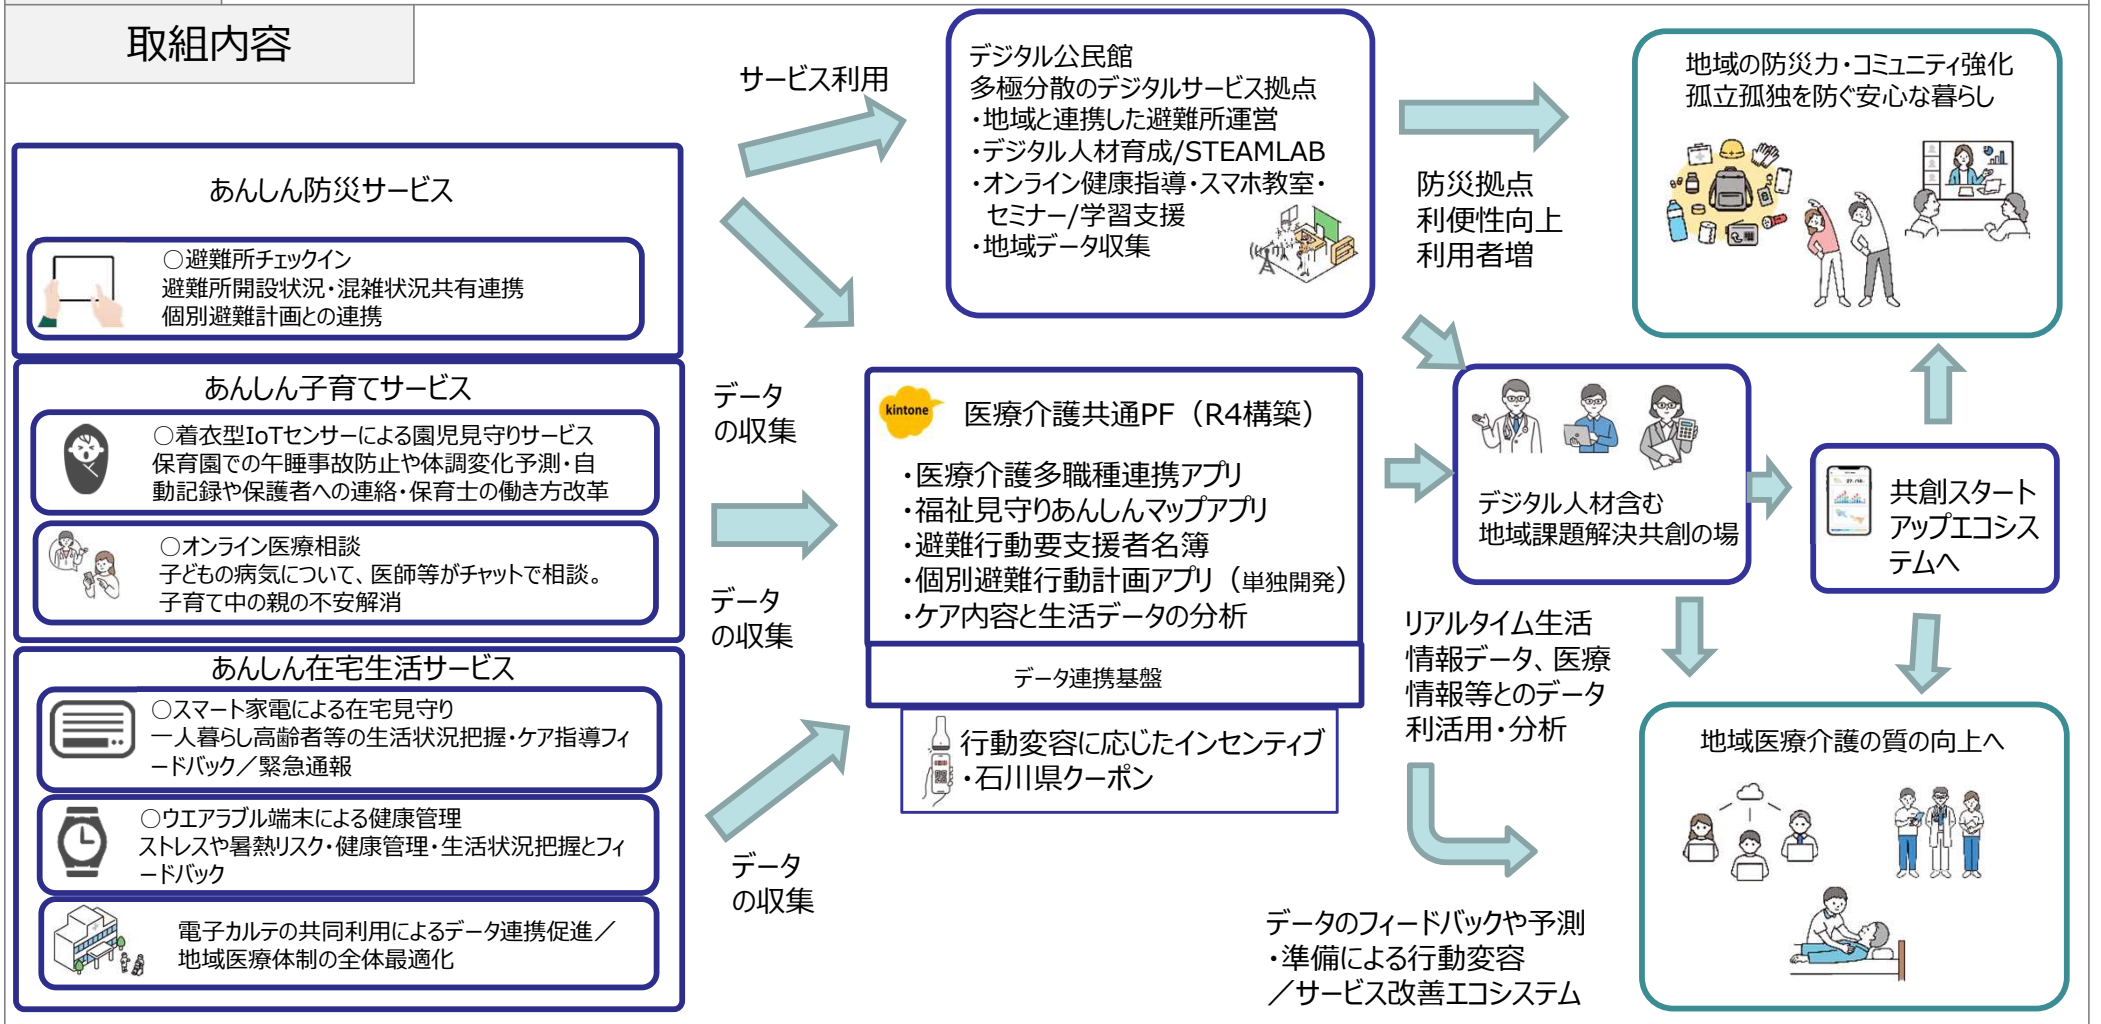 取組内容
あんしん防災サービス
○避難所チェックイン
避難所開設状況・混雑状況共有連携
個別避難計画との連携
あんしん子育てサービス
○着衣型IoTセンサーによる園児見守りサービス
保育園での午睡事故防止や体調変化予測・自
動記録や保護者への連絡・保育士の働き方改革
○オンライン医療相談
子どもの病気について、医師等がチャットで相談。
子育て中の親の不安解消
あんしん在宅生活サービス
○スマート家電による在宅見守り
一人暮らし高齢者等の生活状況把握・ケア指導フィ
ードバック／緊急通報
○ウエアラブル端末による健康管理
ストレスや暑熱リスク・健康管理・生活状況把握とフィ
ードバック
電子カルテの共同利用によるデータ連携促進／
地域医療体制の全体最適化
サービス利用
データ
の収集
データ
の収集
データ
の収集
デジタル公民館
多極分散のデジタルサービス拠点
・地域と連携した避難所運営
・デジタル人材育成/STEAMLAB
・オンライン健康指導・スマホ教室・
セミナー/学習支援
・地域データ収集
kintone
医療介護共通PF（R4構築）
・医療介護多職種連携アプリ
・福祉見守りあんしんマップアプリ
・避難行動要支援者名簿
・個別避難行動計画アプリ（単独開発）
・ケア内容と生活データの分析
データ連携基盤
行動変容に応じたインセンティブ
・石川県クーポン
防災拠点
利便性向上
利用者増
デジタル人材含む
地域課題解決共創の場
リアルタイム生活
情報データ、医療
情報等とのデータ
利活用・分析
データのフィードバックや予測
・準備による行動変容
／サービス改善エコシステム
地域の防災力・コミュニティ強化
孤立孤独を防ぐ安心な暮らし
共創スタート
アップエコシス
テムへ
地域医療介護の質の向上へ